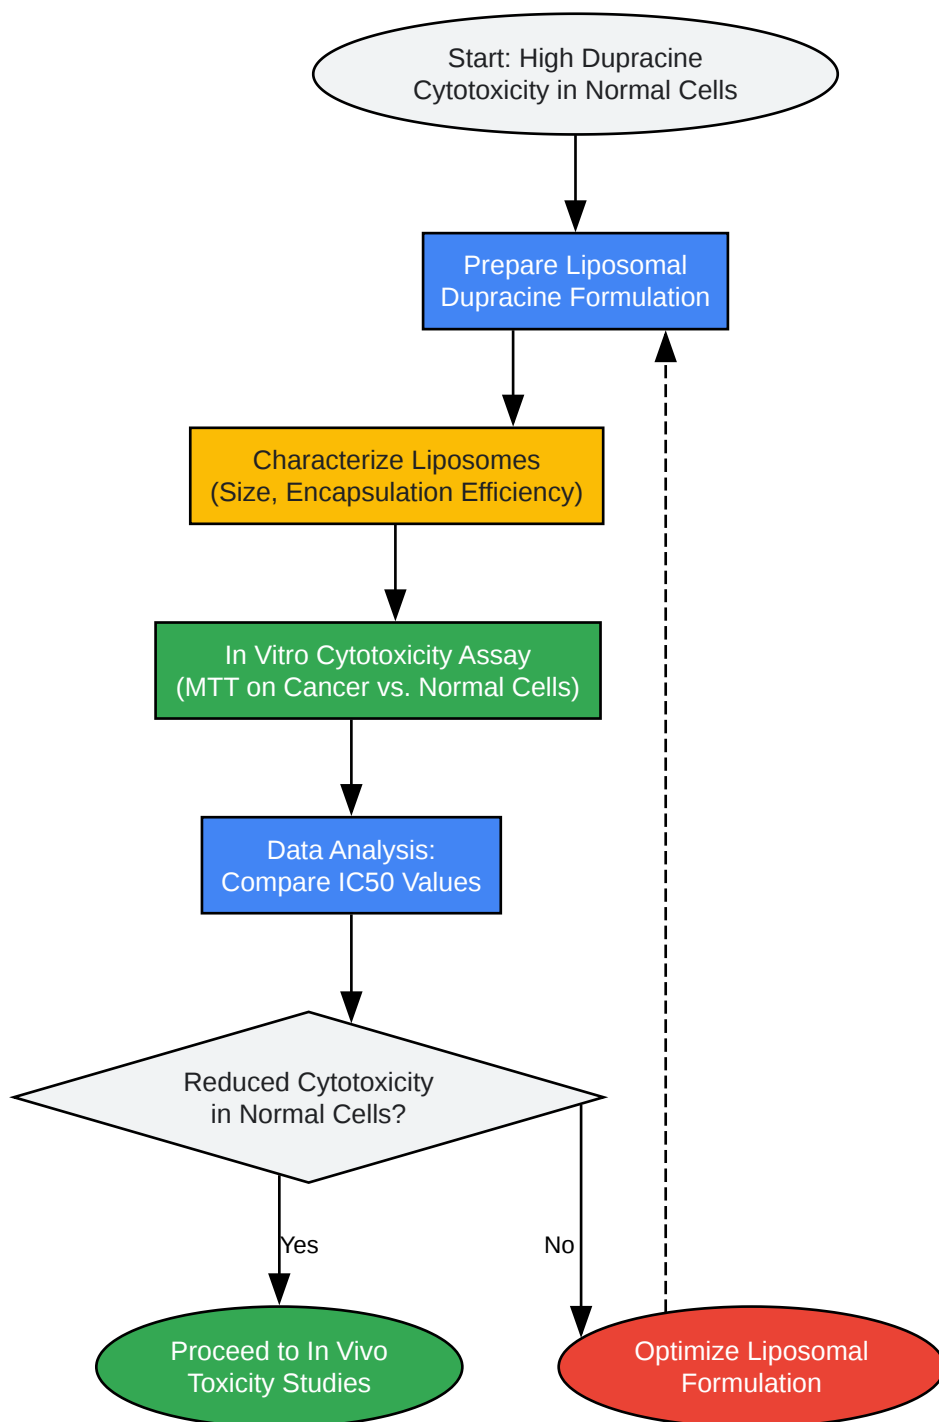 Start: High Dupracine
Cytotoxicity in Normal Cells
Prepare Liposomal
Dupracine Formulation
Characterize Liposomes
(Size, Encapsulation Efficiency)
In Vitro Cytotoxicity Assay
(MTT on Cancer vs. Normal Cells)
Data Analysis:
Compare IC50 Values
Reduced Cytotoxicity
in Normal Cells?
Yes
No
Proceed to In Vivo
Toxicity Studies
Optimize Liposomal
Formulation